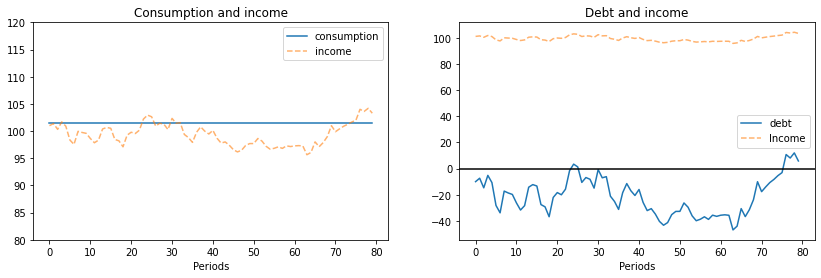 Consumption and income
120
115
110
105
100
95
90
85
80
0 10 20 30 40 50 60 70 80
Periods
consumption
income
Debt and income
100
80
60
40
20
0
−20
−40
0 10 20 30 40 50 60 70 80
Periods
debt
Income